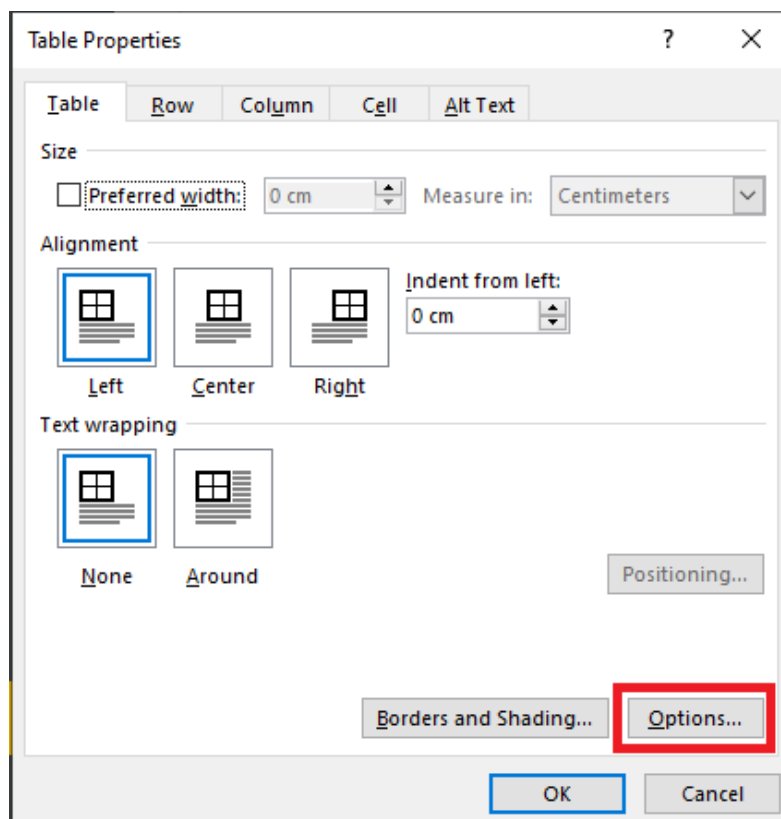 Table Properties ?
Table Row Column Cell Alt Text
Size
Preferred width: 0 cm Measure in: Centimeters
Alignment
Indent from left:
0 cm
Left Center Right
Text wrapping
None Around
Positioning...
Borders and Shading... Options...
OK Cancel